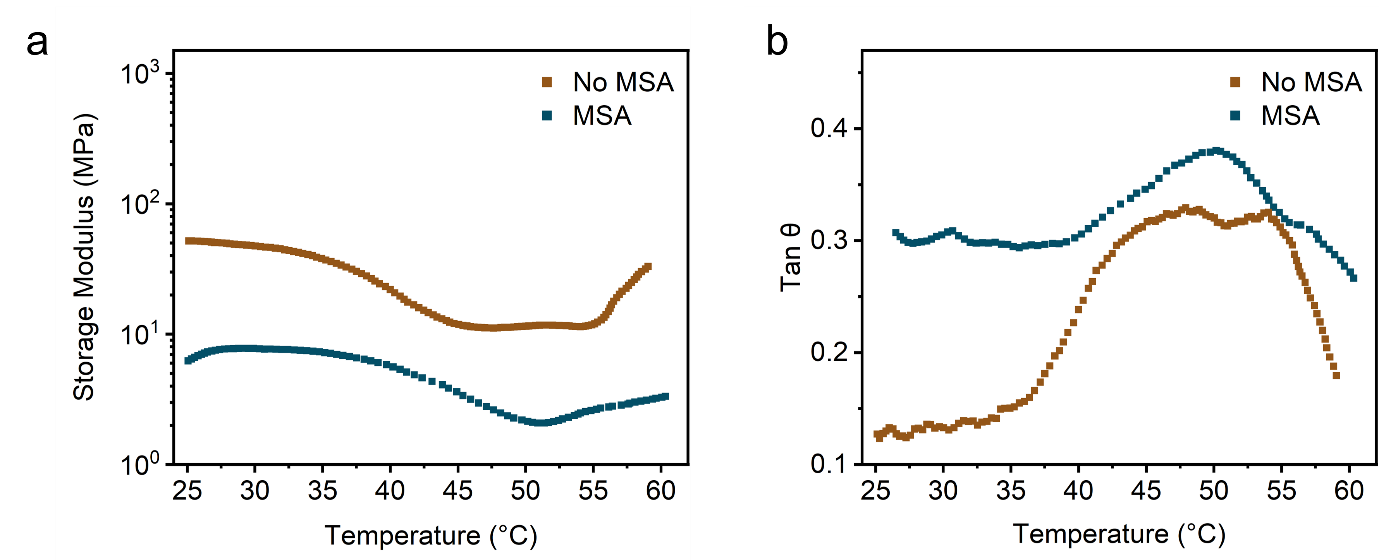 a
Storage Modulus (MPa)
10³
10²
10¹
10⁰
No MSA
MSA
25 30 35 40 45 50 55 60
Temperature (°C)
b
Tan θ
0.4
0.3
0.2
0.1
No MSA
MSA
25 30 35 40 45 50 55 60
Temperature (°C)